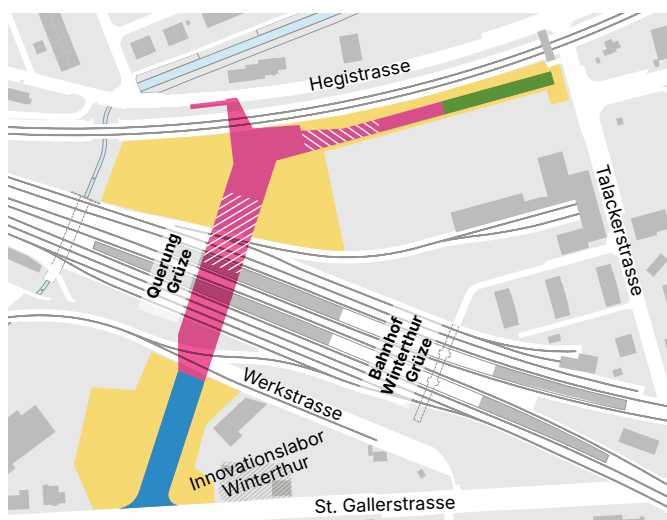 Hegistrasse
Talackerstrasse
Querung
Grüze
Bahnhof
Winterthur
Grüze
Werkstrasse
Innovationslabor
Winterthur
St. Gallerstrasse